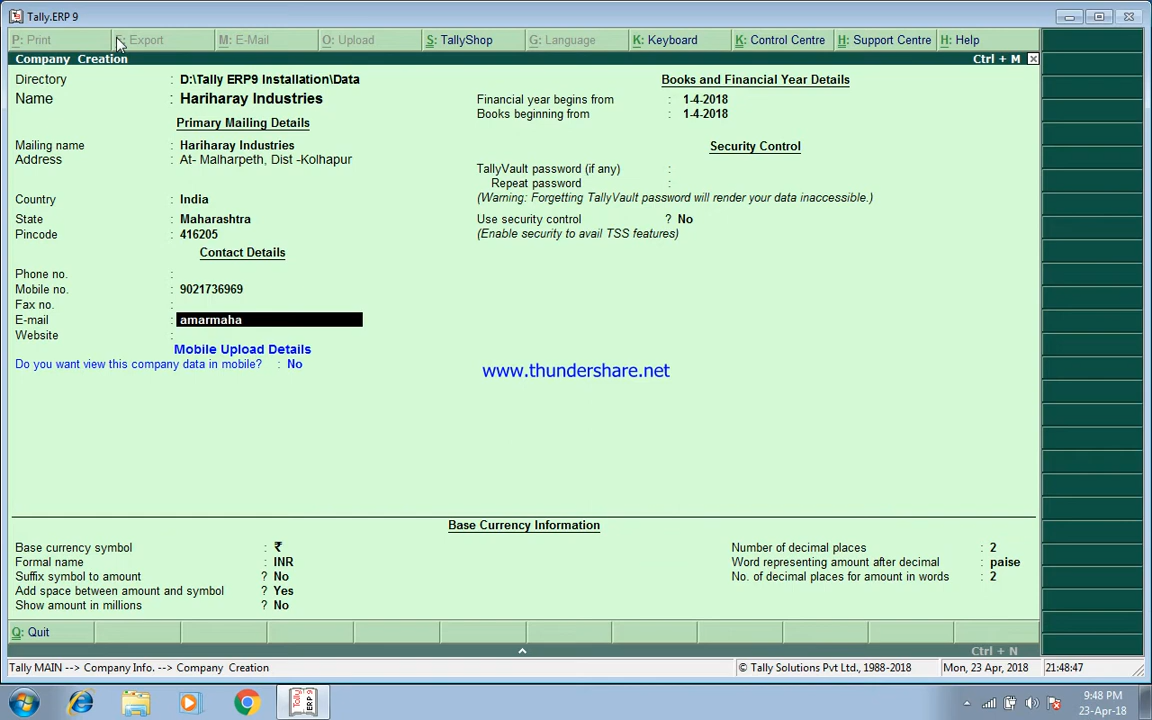 Tally.ERP 9
P: Print E: Export M: E-Mail O: Upload S: TallyShop G: Language K: Keyboard K: Control Centre H: Support Centre H: Help
Company Creation Ctrl + M
Directory : D:\Tally ERP9 Installation\Data
Name : Hariharay Industries
Primary Mailing Details
Mailing name : Hariharay Industries
Address : At- Malharpeth, Dist -Kolhapur
Country : India
State : Maharashtra
Pincode : 416205
Contact Details
Phone no. :
Mobile no. : 9021736969
Fax no. :
E-mail : amarmaha
Website :
Mobile Upload Details
Do you want view this company data in mobile? : No
Books and Financial Year Details
Financial year begins from : 1-4-2018
Books beginning from : 1-4-2018
Security Control
TallyVault password (if any) :
Repeat password :
(Warning: Forgetting TallyVault password will render your data inaccessible.)
Use security control ? No
(Enable security to avail TSS features)
www.thundershare.net
Base Currency Information
Base currency symbol : ₹
Formal name : INR
Suffix symbol to amount ? No
Add space between amount and symbol ? Yes
Show amount in millions ? No
Number of decimal places : 2
Word representing amount after decimal : paise
No. of decimal places for amount in words : 2
Q: Quit
Ctrl + N
Tally MAIN --> Company Info. --> Company Creation © Tally Solutions Pvt Ltd., 1988-2018 Mon, 23 Apr, 2018 21:48:47
Tally ERP 9
9:48 PM
23-Apr-18